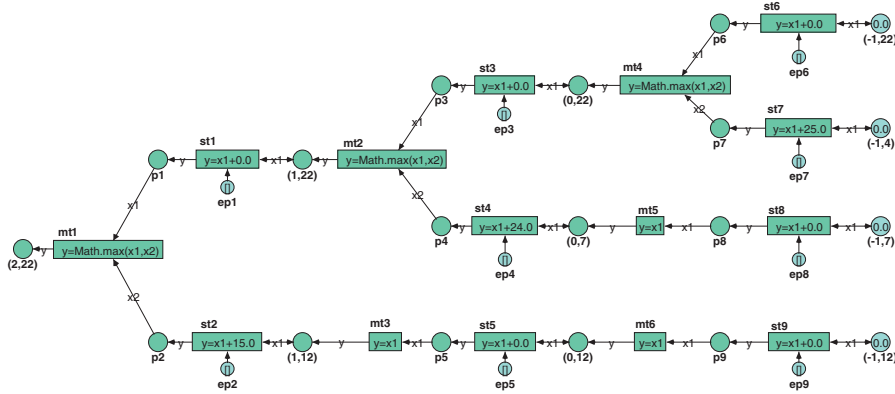 st6
0.0
y
y=x1+0.0
x1
p6
(-1,22)
ep6
x1
st3
mt4
p3
y
y=x1+0.0
x1
y
y=Math.max(x1,x2)
(0,22)
ep3
x2
st7
0.0
p7
y
y=x1+25.0
x1
(-1,4)
ep7
x1
st1
mt2
p1
y
y=x1+0.0
x1
y
y=Math.max(x1,x2)
(1,22)
ep1
x2
x1
st4
mt5
st8
0.0
p4
y
y=x1+24.0
x1
y
y=x1
x1
p8
y
y=x1+0.0
x1
(0,7)
(-1,7)
ep4
ep8
mt1
y
y=Math.max(x1,x2)
(2,22)
x2
st2
mt3
st5
mt6
st9
0.0
p2
y
y=x1+15.0
x1
y
y=x1
x1
p5
y
y=x1+0.0
x1
y
y=x1
x1
p9
y
y=x1+0.0
x1
(1,12)
(0,12)
(-1,12)
ep2
ep5
ep9